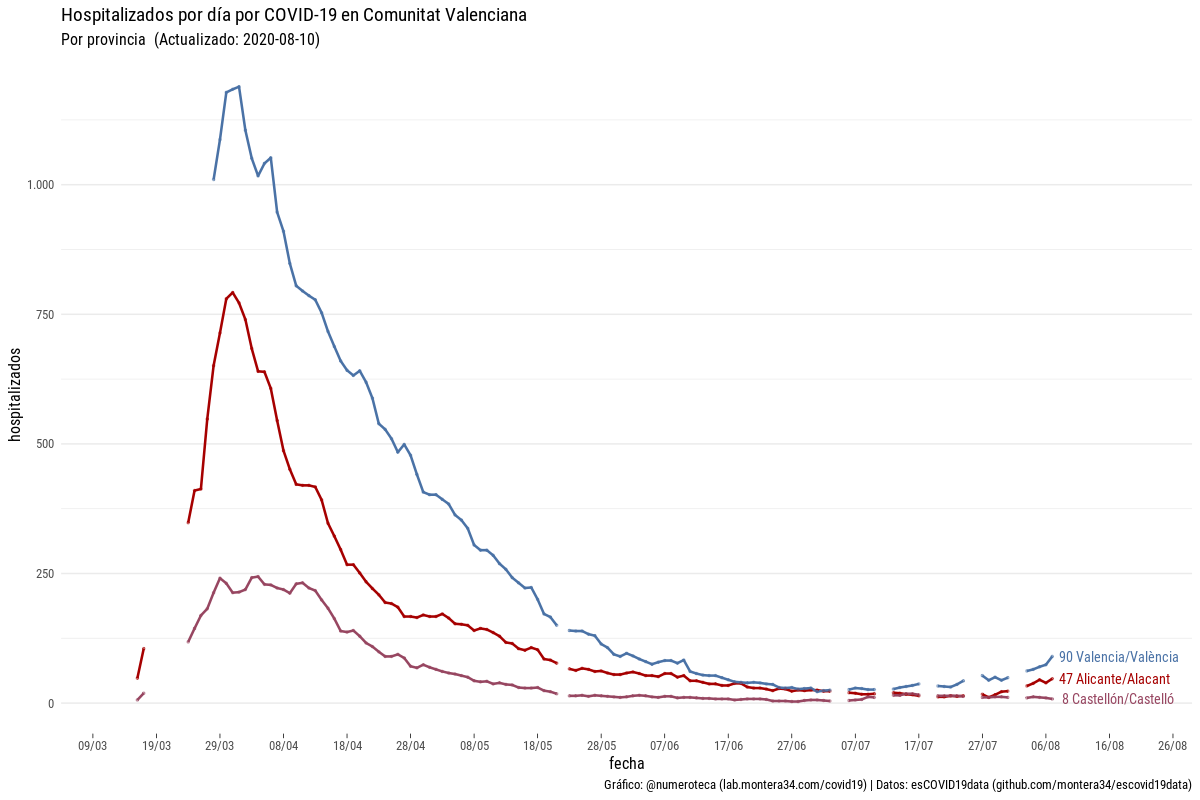 Hospitalizados por día por COVID-19 en Comunitat Valenciana
Por provincia  (Actualizado: 2020-08-10)
hospitalizados
1.000
750
500
250
0
90 Valencia/València
47 Alicante/Alacant
8 Castellón/Castelló
09/03 19/03 29/03 08/04 18/04 28/04 08/05 18/05 28/05 07/06 17/06 27/06 07/07 17/07 27/07 06/08 16/08 26/08
fecha
Gráfico: @numeroteca (lab.montera34.com/covid19) | Datos: esCOVID19data (github.com/montera34/escovid19data)